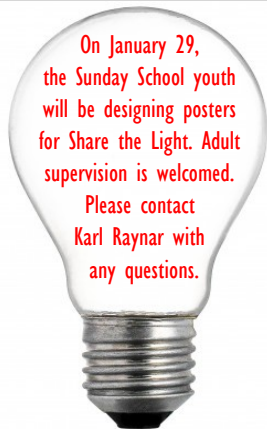 On January 29,
the Sunday School youth
will be designing posters
for Share the Light. Adult
supervision is welcomed.
Please contact
Karl Raynar with
any questions.